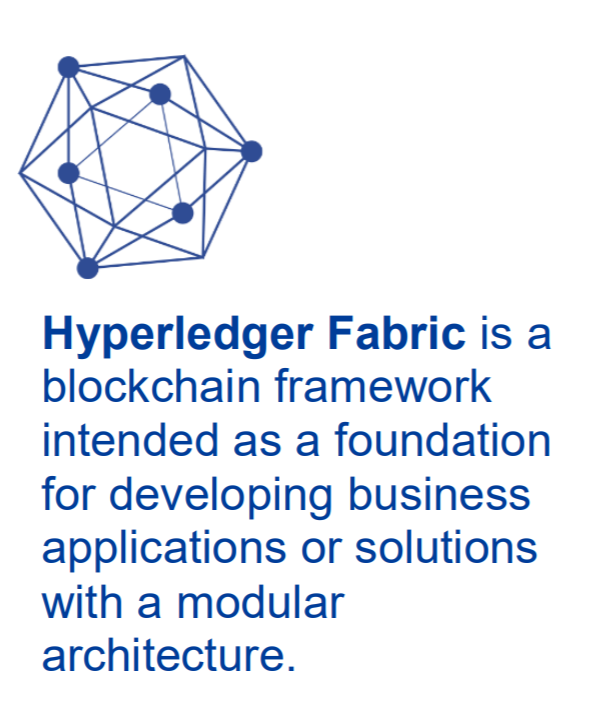 Hyperledger Fabric is a
blockchain framework
intended as a foundation
for developing business
applications or solutions
with a modular
architecture.